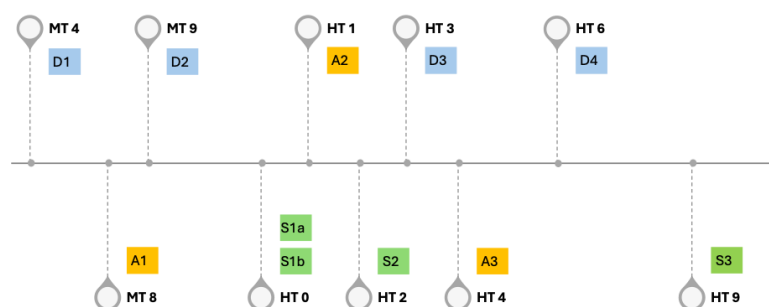 MT 4
D1
MT 9
D2
HT 1
A2
HT 3
D3
HT 6
D4
A1
MT 8
S1a
S1b
HT 0
S2
HT 2
A3
HT 4
S3
HT 9